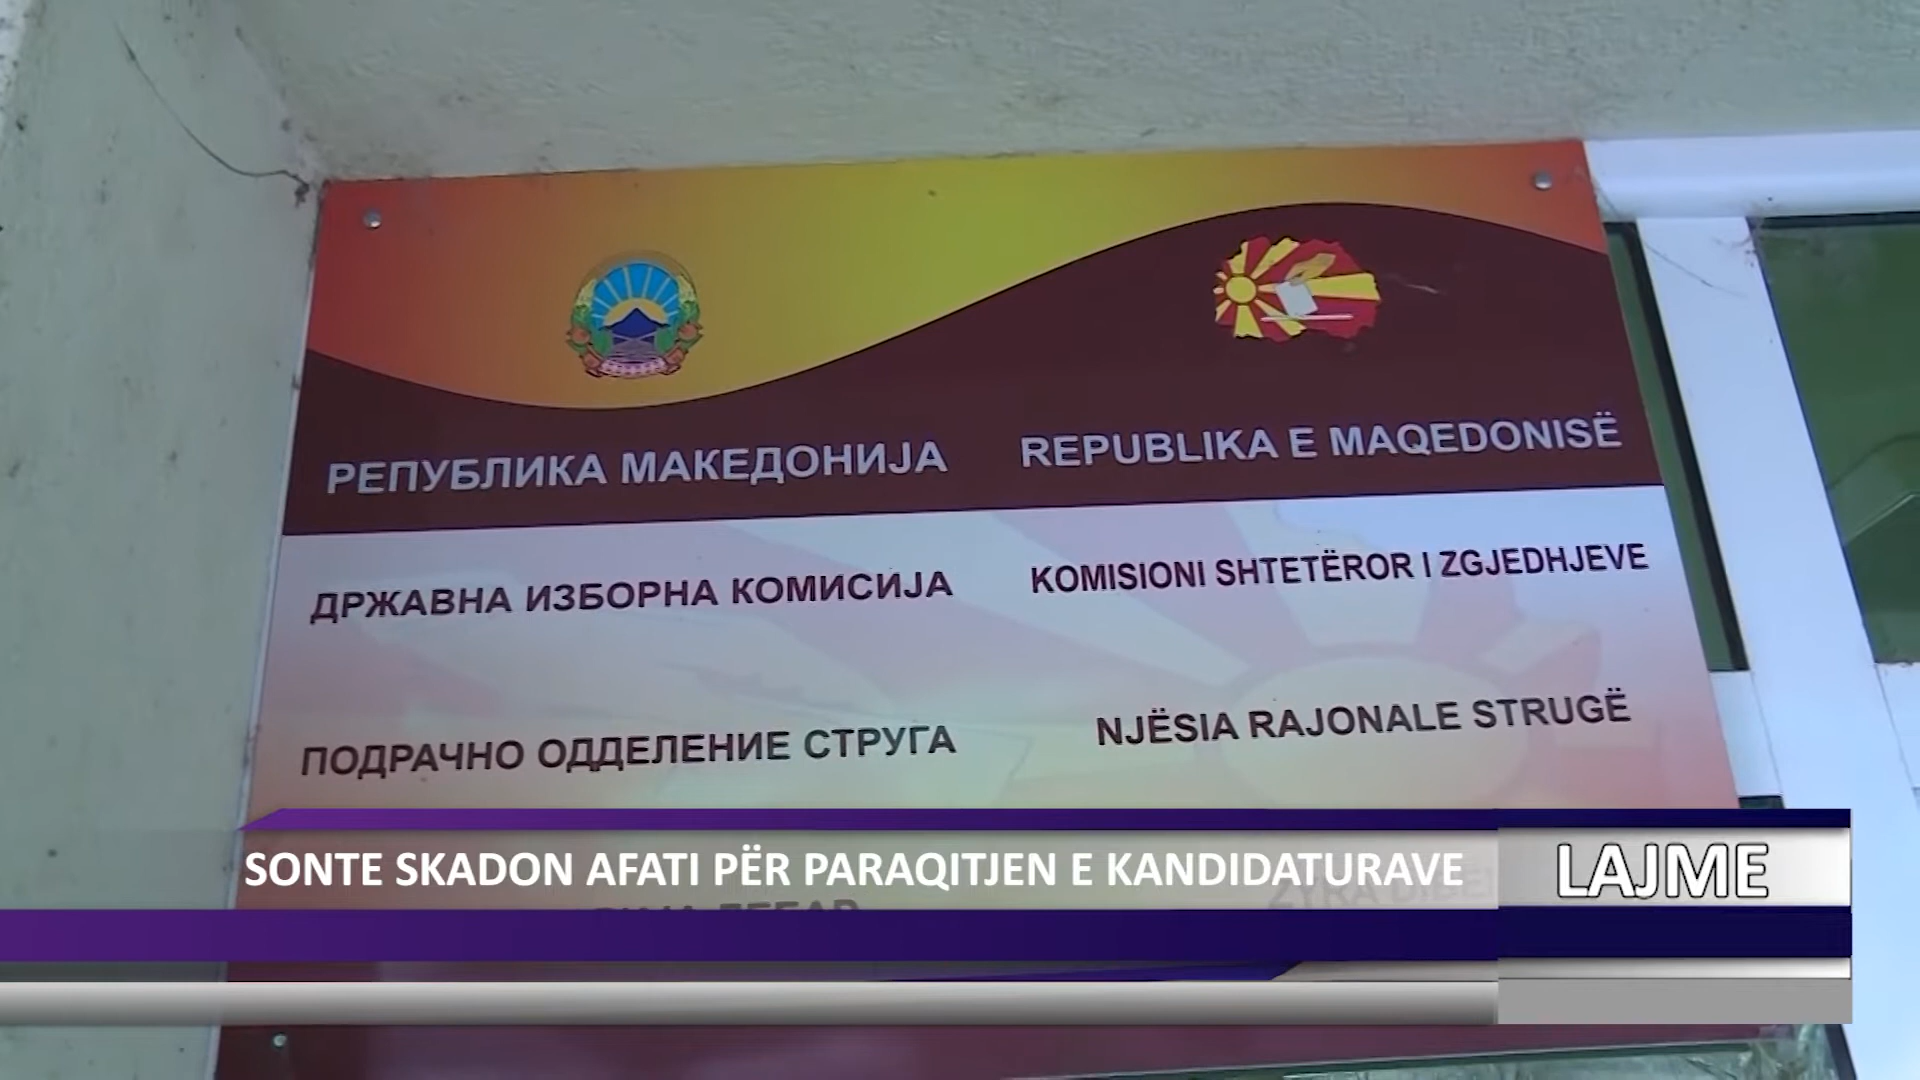 РЕПУБЛИКА МАКЕДОНИЈА
REPUBLIKA E MAQEDONISË
ДРЖАВНА ИЗБОРНА КОМИСИЈА
KOMISIONI SHTETËROR I ZGJEDHJEVE
ПОДРАЧНО ОДДЕЛЕНИЕ СТРУГА
NJËSIA RAJONALE STRUGË
SONTE SKADON AFATI PËR PARAQITJEN E KANDIDATURAVE
LAJME